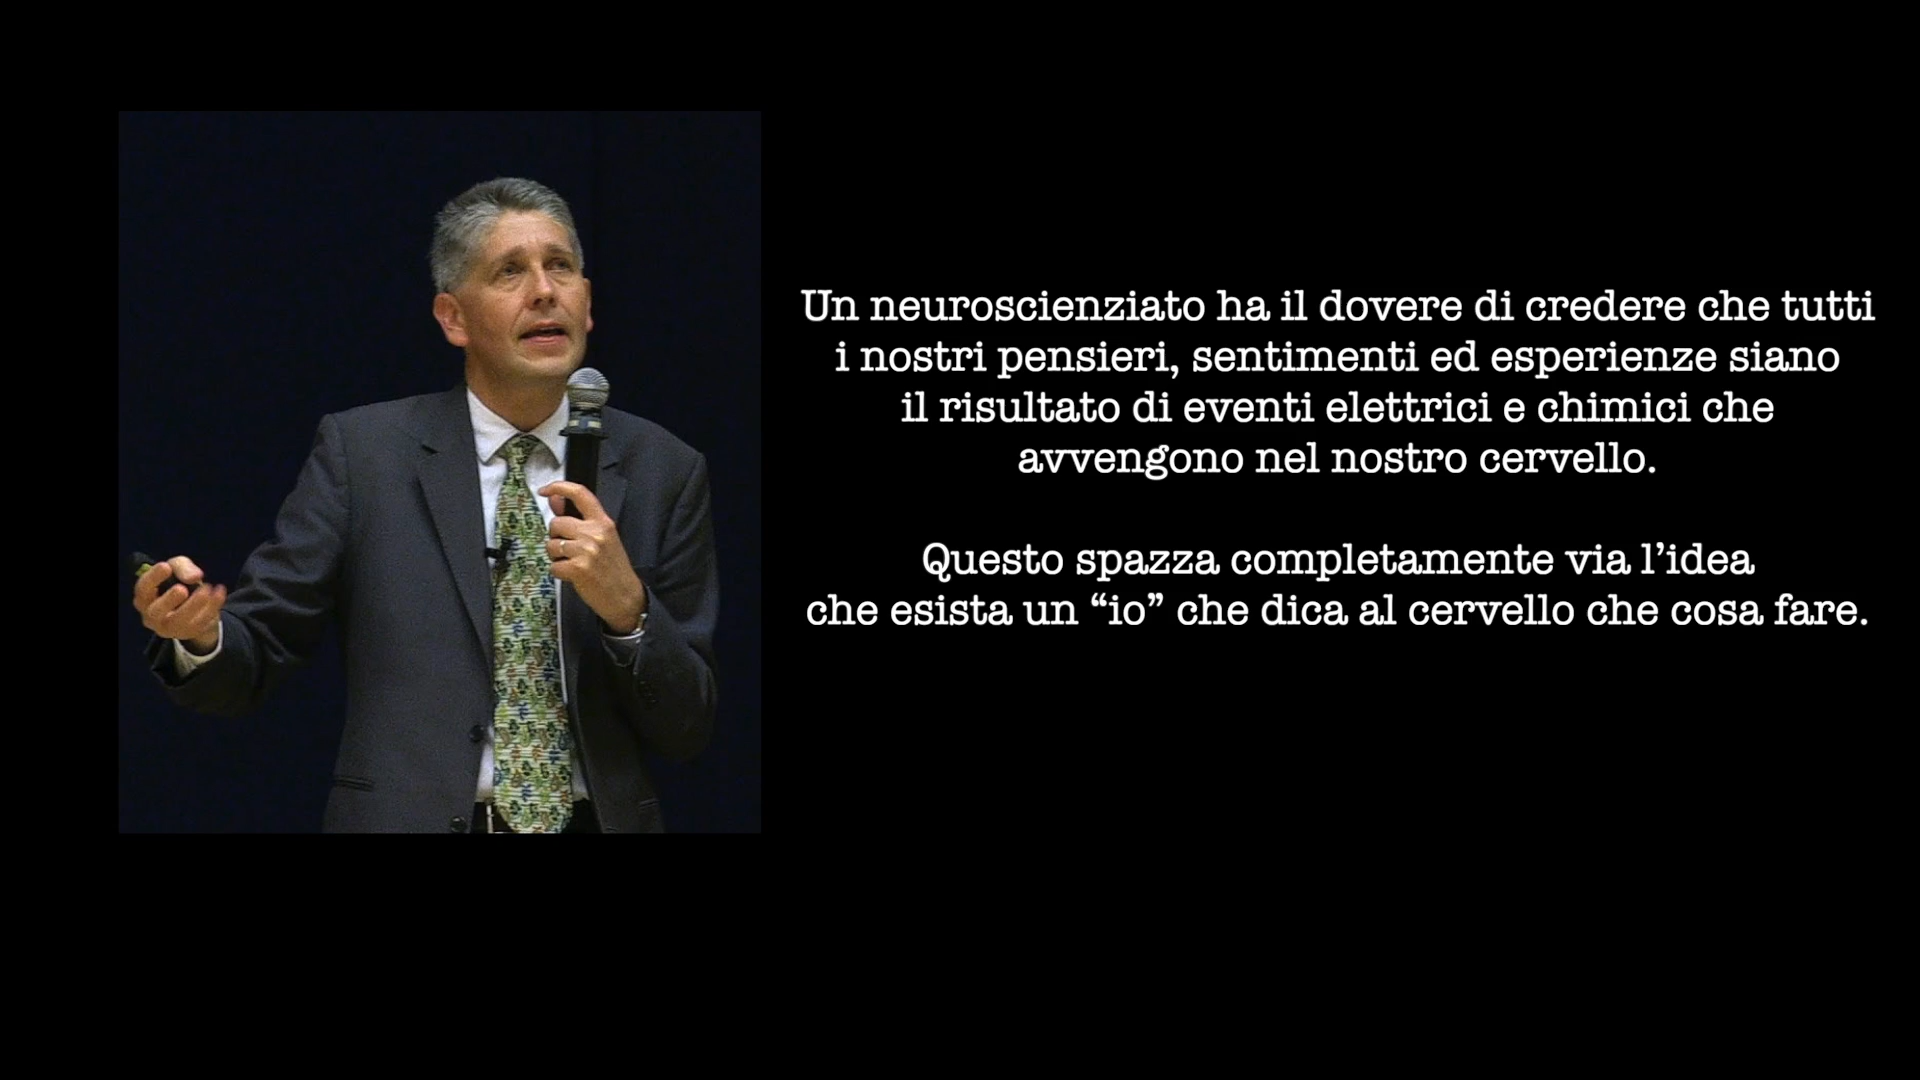 Un neuroscienziato ha il dovere di credere che tutti
i nostri pensieri, sentimenti ed esperienze siano
il risultato di eventi elettrici e chimici che
avvengono nel nostro cervello.
Questo spazza completamente via l’idea
che esista un “io” che dica al cervello che cosa fare.